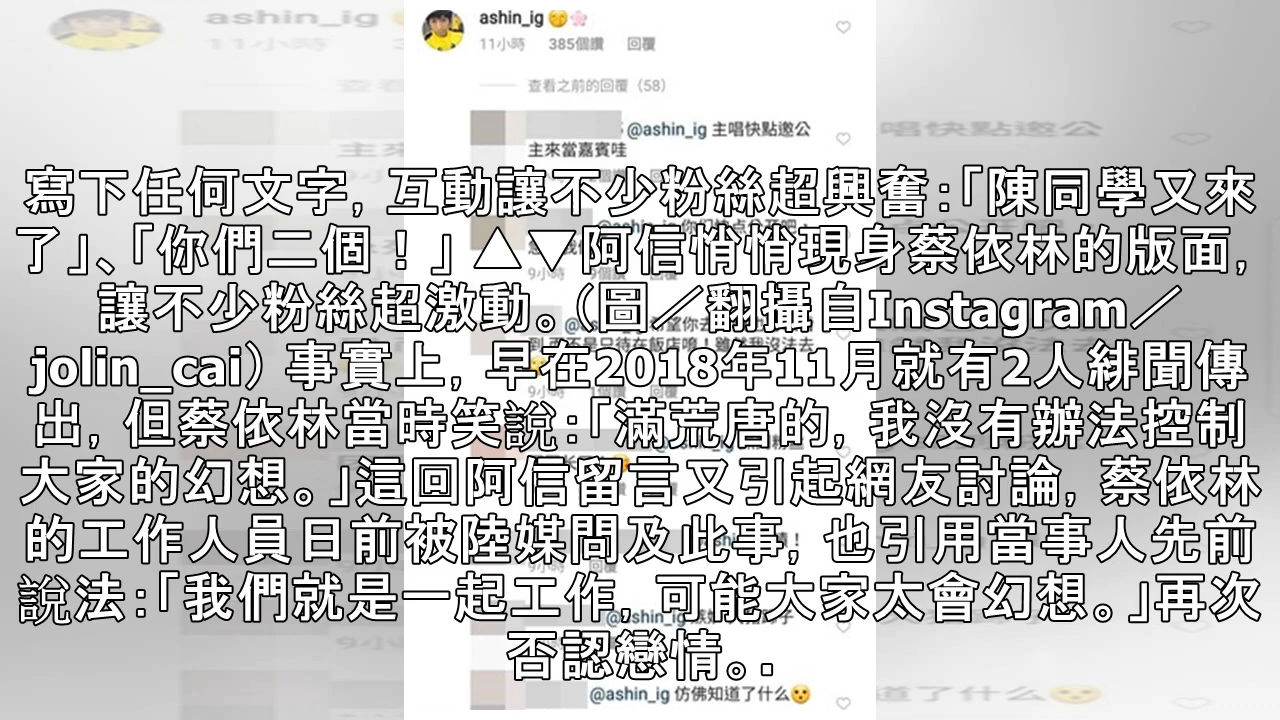 ashin_ig 🤭🌸
11小時 385個讚 回覆
查看之前的回覆（58）
@ashin_ig 主唱快點邀公
主來當嘉賓哇
寫下任何文字, 互動讓不少粉絲超興奮:「陳同學又來
了」、「你們二個！」 △▼阿信悄悄現身蔡依林的版面,
讓不少粉絲超激動。（圖／翻攝自Instagram／
jolin_cai）事實上, 早在2018年11月就有2人緋聞傳
出, 但蔡依林當時笑說:「滿荒唐的, 我沒有辦法控制
大家的幻想。」這回阿信留言又引起網友討論, 蔡依林
的工作人員日前被陸媒問及此事, 也引用當事人先前
說法:「我們就是一起工作, 可能大家太會幻想。」再次
否認戀情。.
@ashin_ig 仿佛知道了什么😯